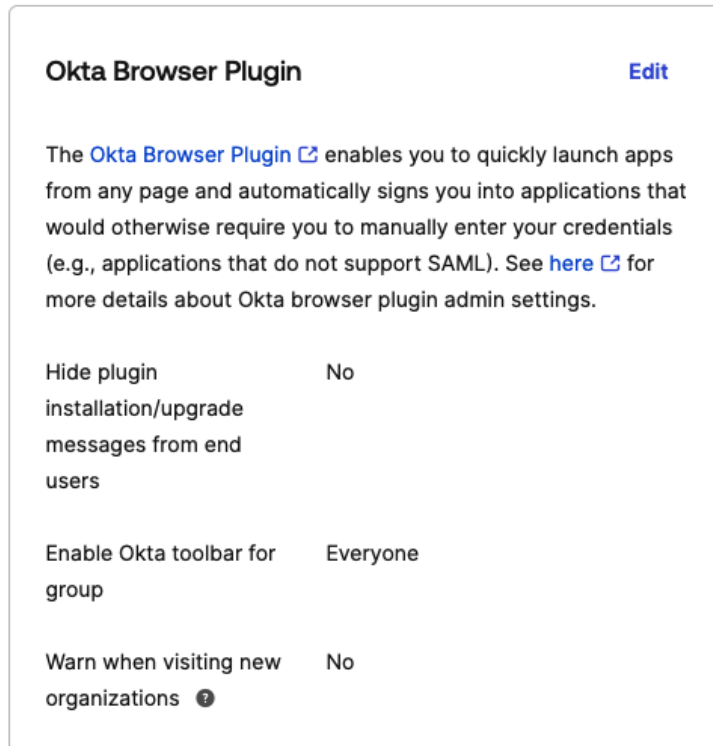 Okta Browser Plugin Edit
The Okta Browser Plugin enables you to quickly launch apps
from any page and automatically signs you into applications that
would otherwise require you to manually enter your credentials
(e.g., applications that do not support SAML). See here for
more details about Okta browser plugin admin settings.
Hide plugin No
installation/upgrade
messages from end
users
Enable Okta toolbar for Everyone
group
Warn when visiting new No
organizations ?